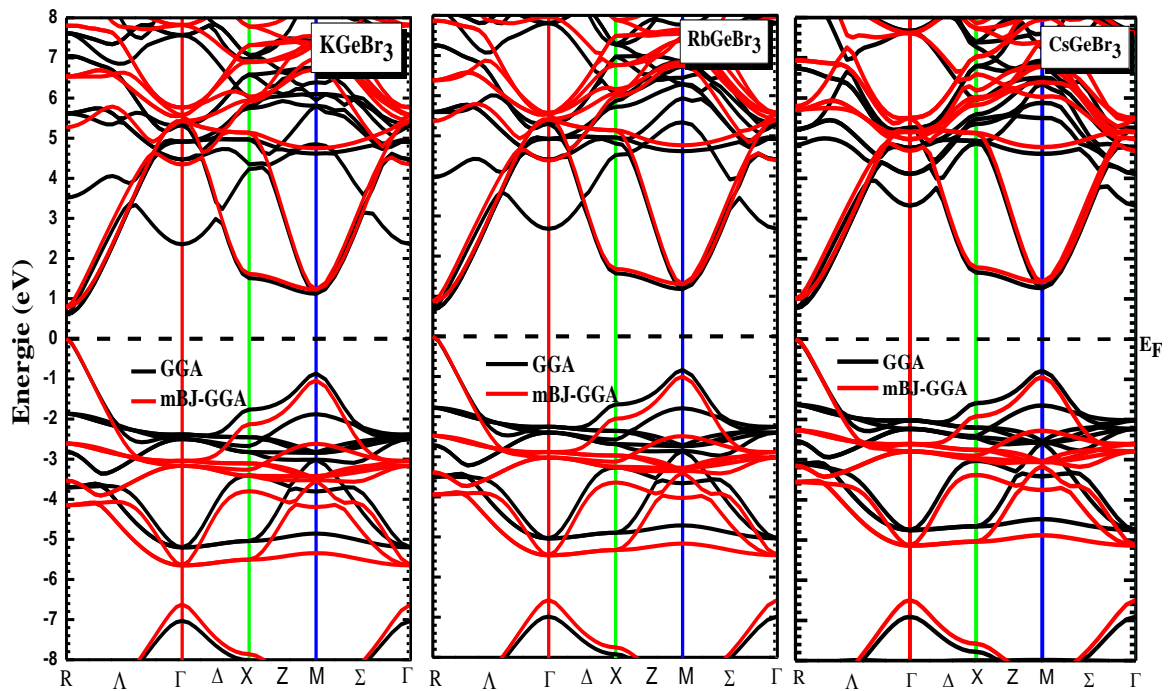 Energie (eV)
8
7
6
5
4
3
2
1
0
-1
-2
-3
-4
-5
-6
-7
-8
KGeBr3
GGA
mBJ-GGA
R Λ Γ Δ X Z M Σ Γ
RbGeBr3
GGA
mBJ-GGA
R Λ Γ Δ X Z M Σ Γ
CsGeBr3
GGA
mBJ-GGA
EF
R Λ Γ Δ X Z M Σ Γ